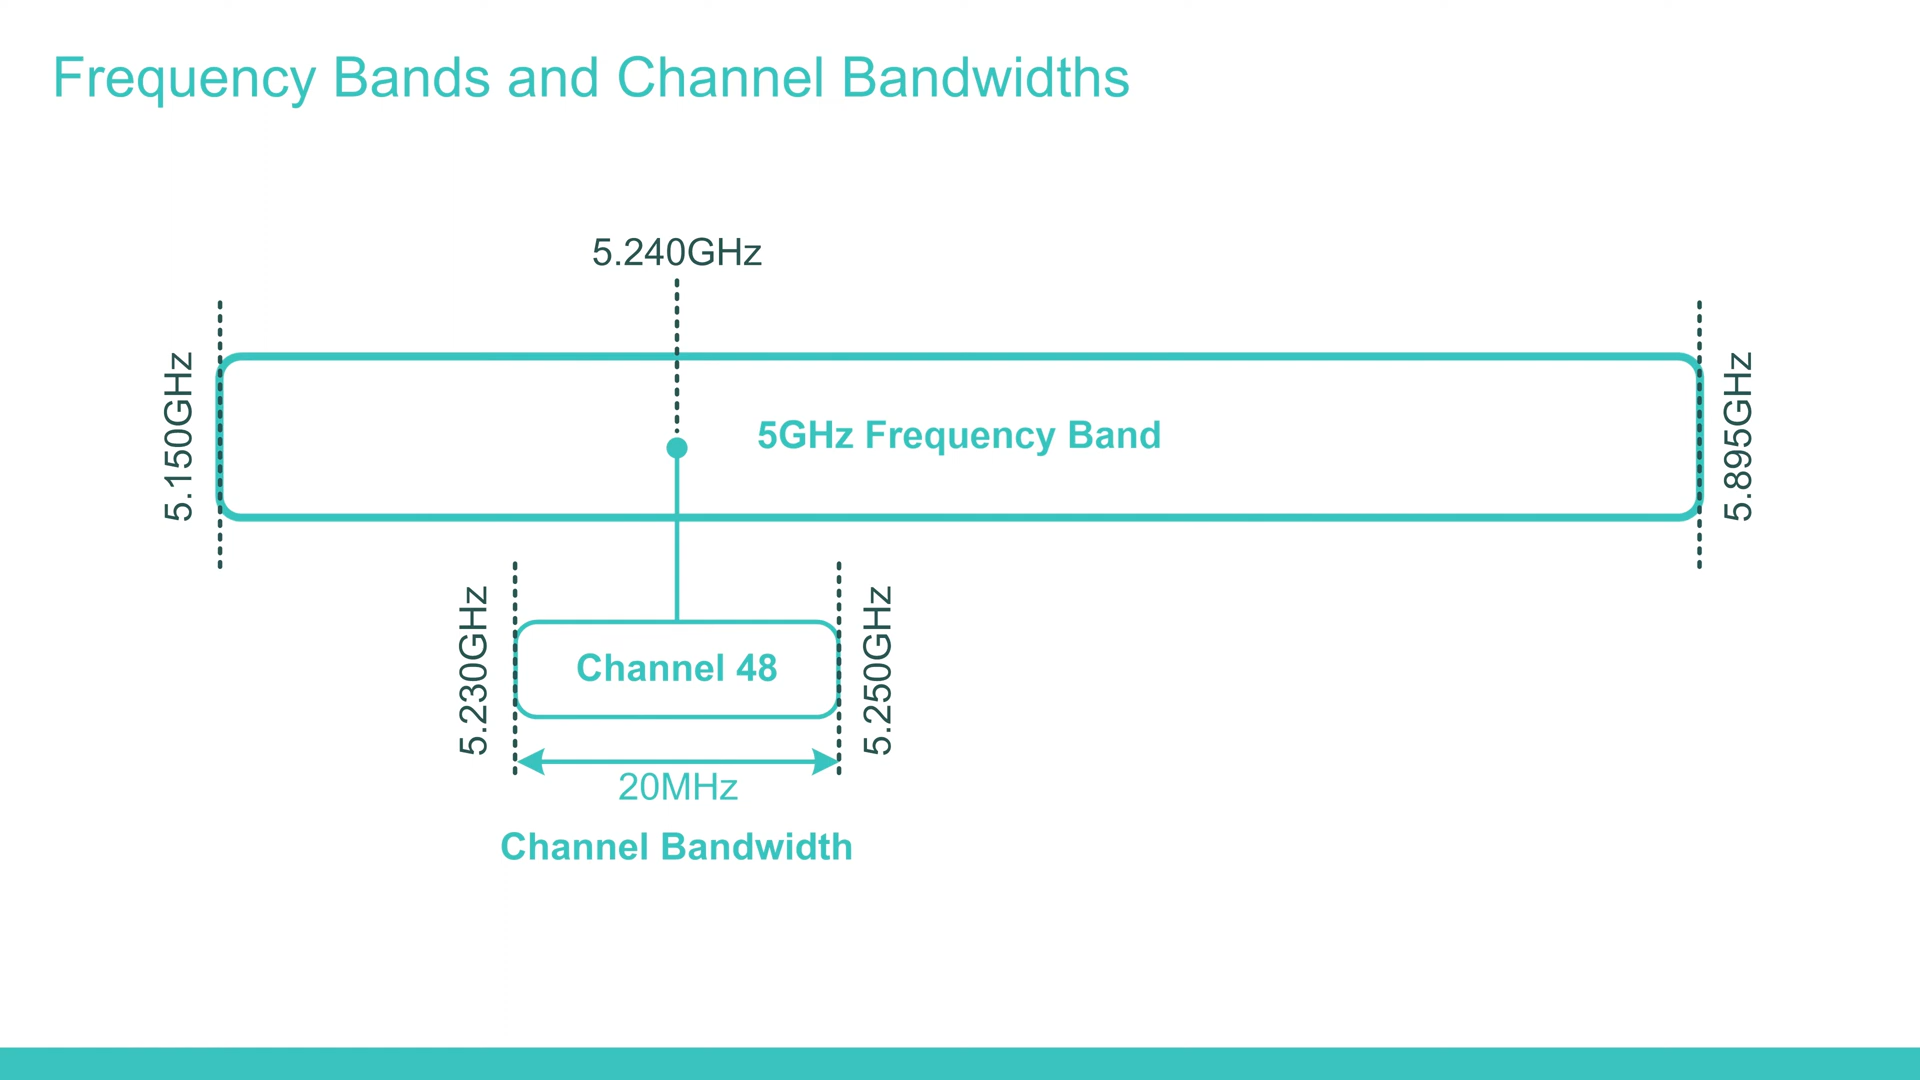 Frequency Bands and Channel Bandwidths
5.240GHz
5.150GHz
5GHz Frequency Band
5.895GHz
5.230GHz
Channel 48
5.250GHz
20MHz
Channel Bandwidth